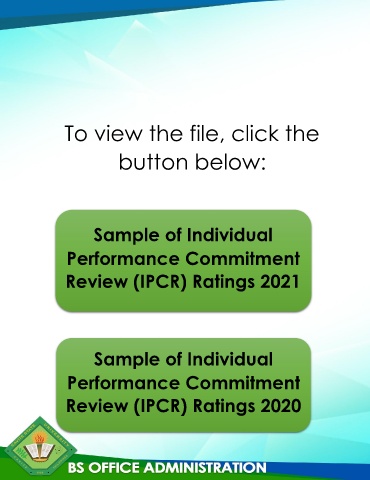 To view the file, click the
button below:
Sample of Individual
Performance Commitment
Review (IPCR) Ratings 2021
Sample of Individual
Performance Commitment
Review (IPCR) Ratings 2020
BS OFFICE ADMINISTRATION